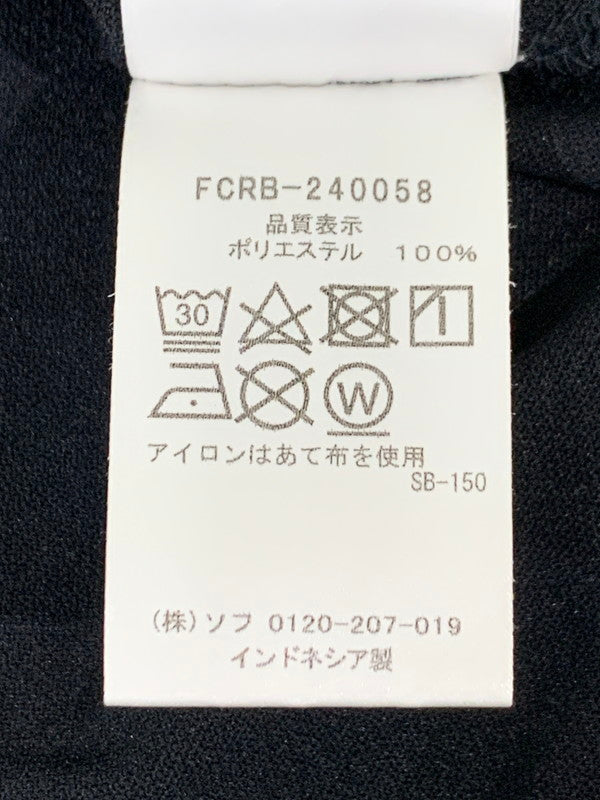 FCRB-240058
品質表示
ポリエステル 100%
30
W
アイロンはあて布を使用
SB-150
(株)ソフ 0120-207-019
インドネシア製